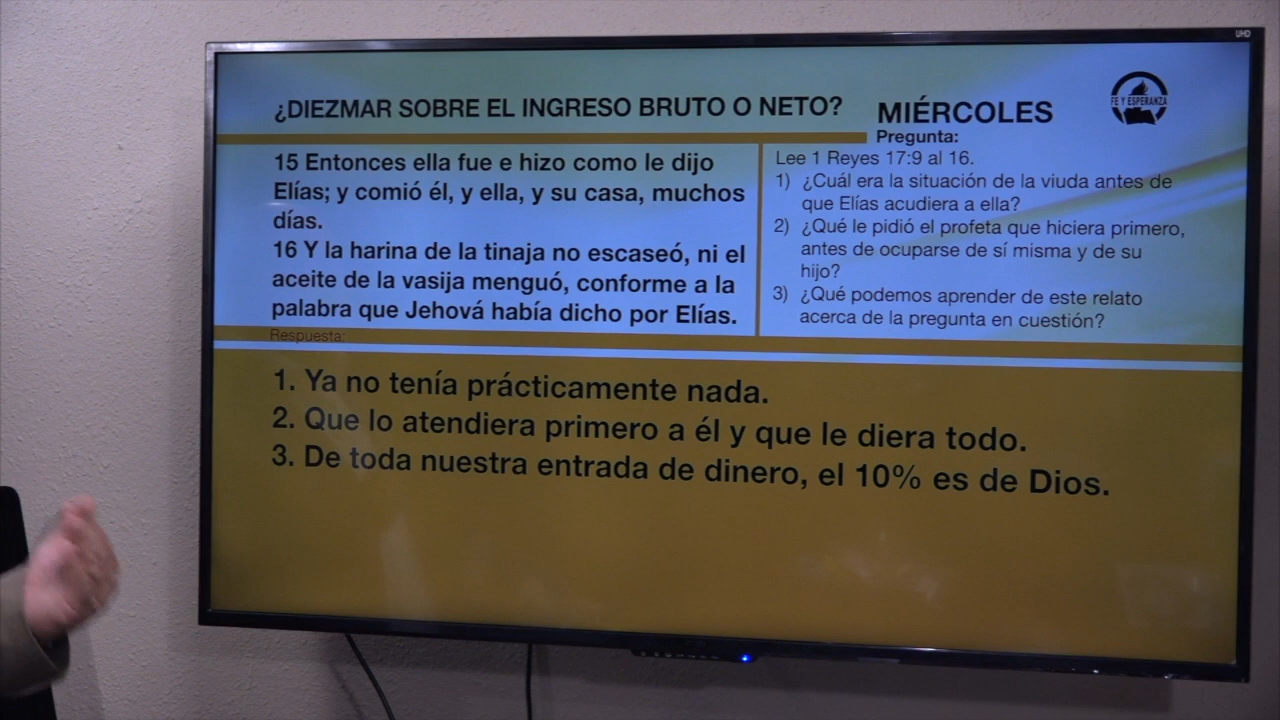 UHD
¿DIEZMAR SOBRE EL INGRESO BRUTO O NETO?
MIÉRCOLES
FE Y ESPERANZA
15 Entonces ella fue e hizo como le dijo
Elías; y comió él, y ella, y su casa, muchos
días.
16 Y la harina de la tinaja no escaseó, ni el
aceite de la vasija menguó, conforme a la
palabra que Jehová había dicho por Elías.
Pregunta:
Lee 1 Reyes 17:9 al 16.
1) ¿Cuál era la situación de la viuda antes de
que Elías acudiera a ella?
2) ¿Qué le pidió el profeta que hiciera primero,
antes de ocuparse de sí misma y de su
hijo?
3) ¿Qué podemos aprender de este relato
acerca de la pregunta en cuestión?
Respuesta:
1. Ya no tenía prácticamente nada.
2. Que lo atendiera primero a él y que le diera todo.
3. De toda nuestra entrada de dinero, el 10% es de Dios.